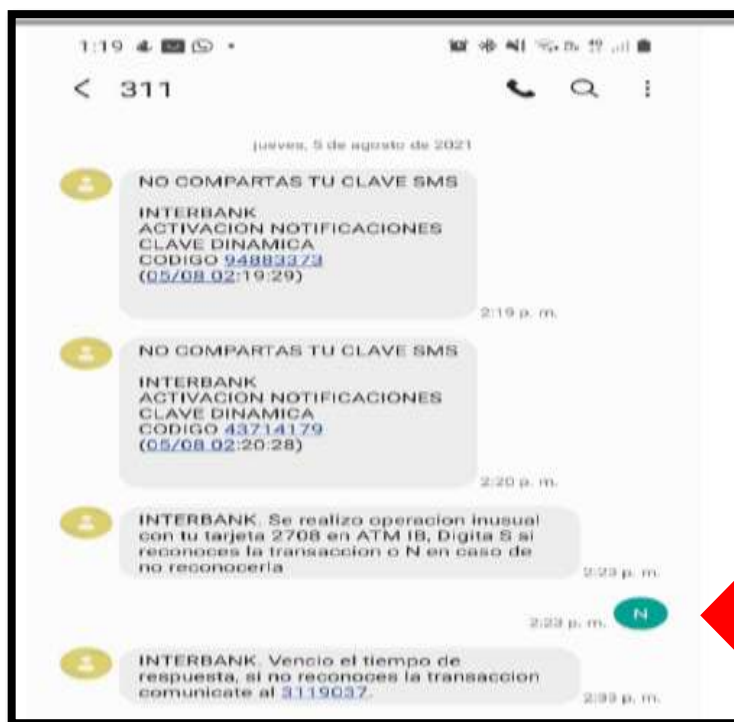 1:19
311
jueves, 5 de agosto de 2021
NO COMPARTAS TU CLAVE SMS
INTERBANK
ACTIVACION NOTIFICACIONES
CLAVE DINAMICA
CODIGO 94883373
(05/08 02:19:29)
2:19 p. m.
NO COMPARTAS TU CLAVE SMS
INTERBANK
ACTIVACION NOTIFICACIONES
CLAVE DINAMICA
CODIGO 43714179
(05/08 02:20:28)
2:20 p. m.
INTERBANK. Se realizo operacion inusual
con tu tarjeta 2708 en ATM IB, Digita S si
reconoces la transaccion o N en caso de
no reconocerla
2:23 p. m.
N
2:23 p. m.
INTERBANK. Vencio el tiempo de
respuesta, si no reconoces la transaccion
comunicate al 3119037.
2:33 p. m.